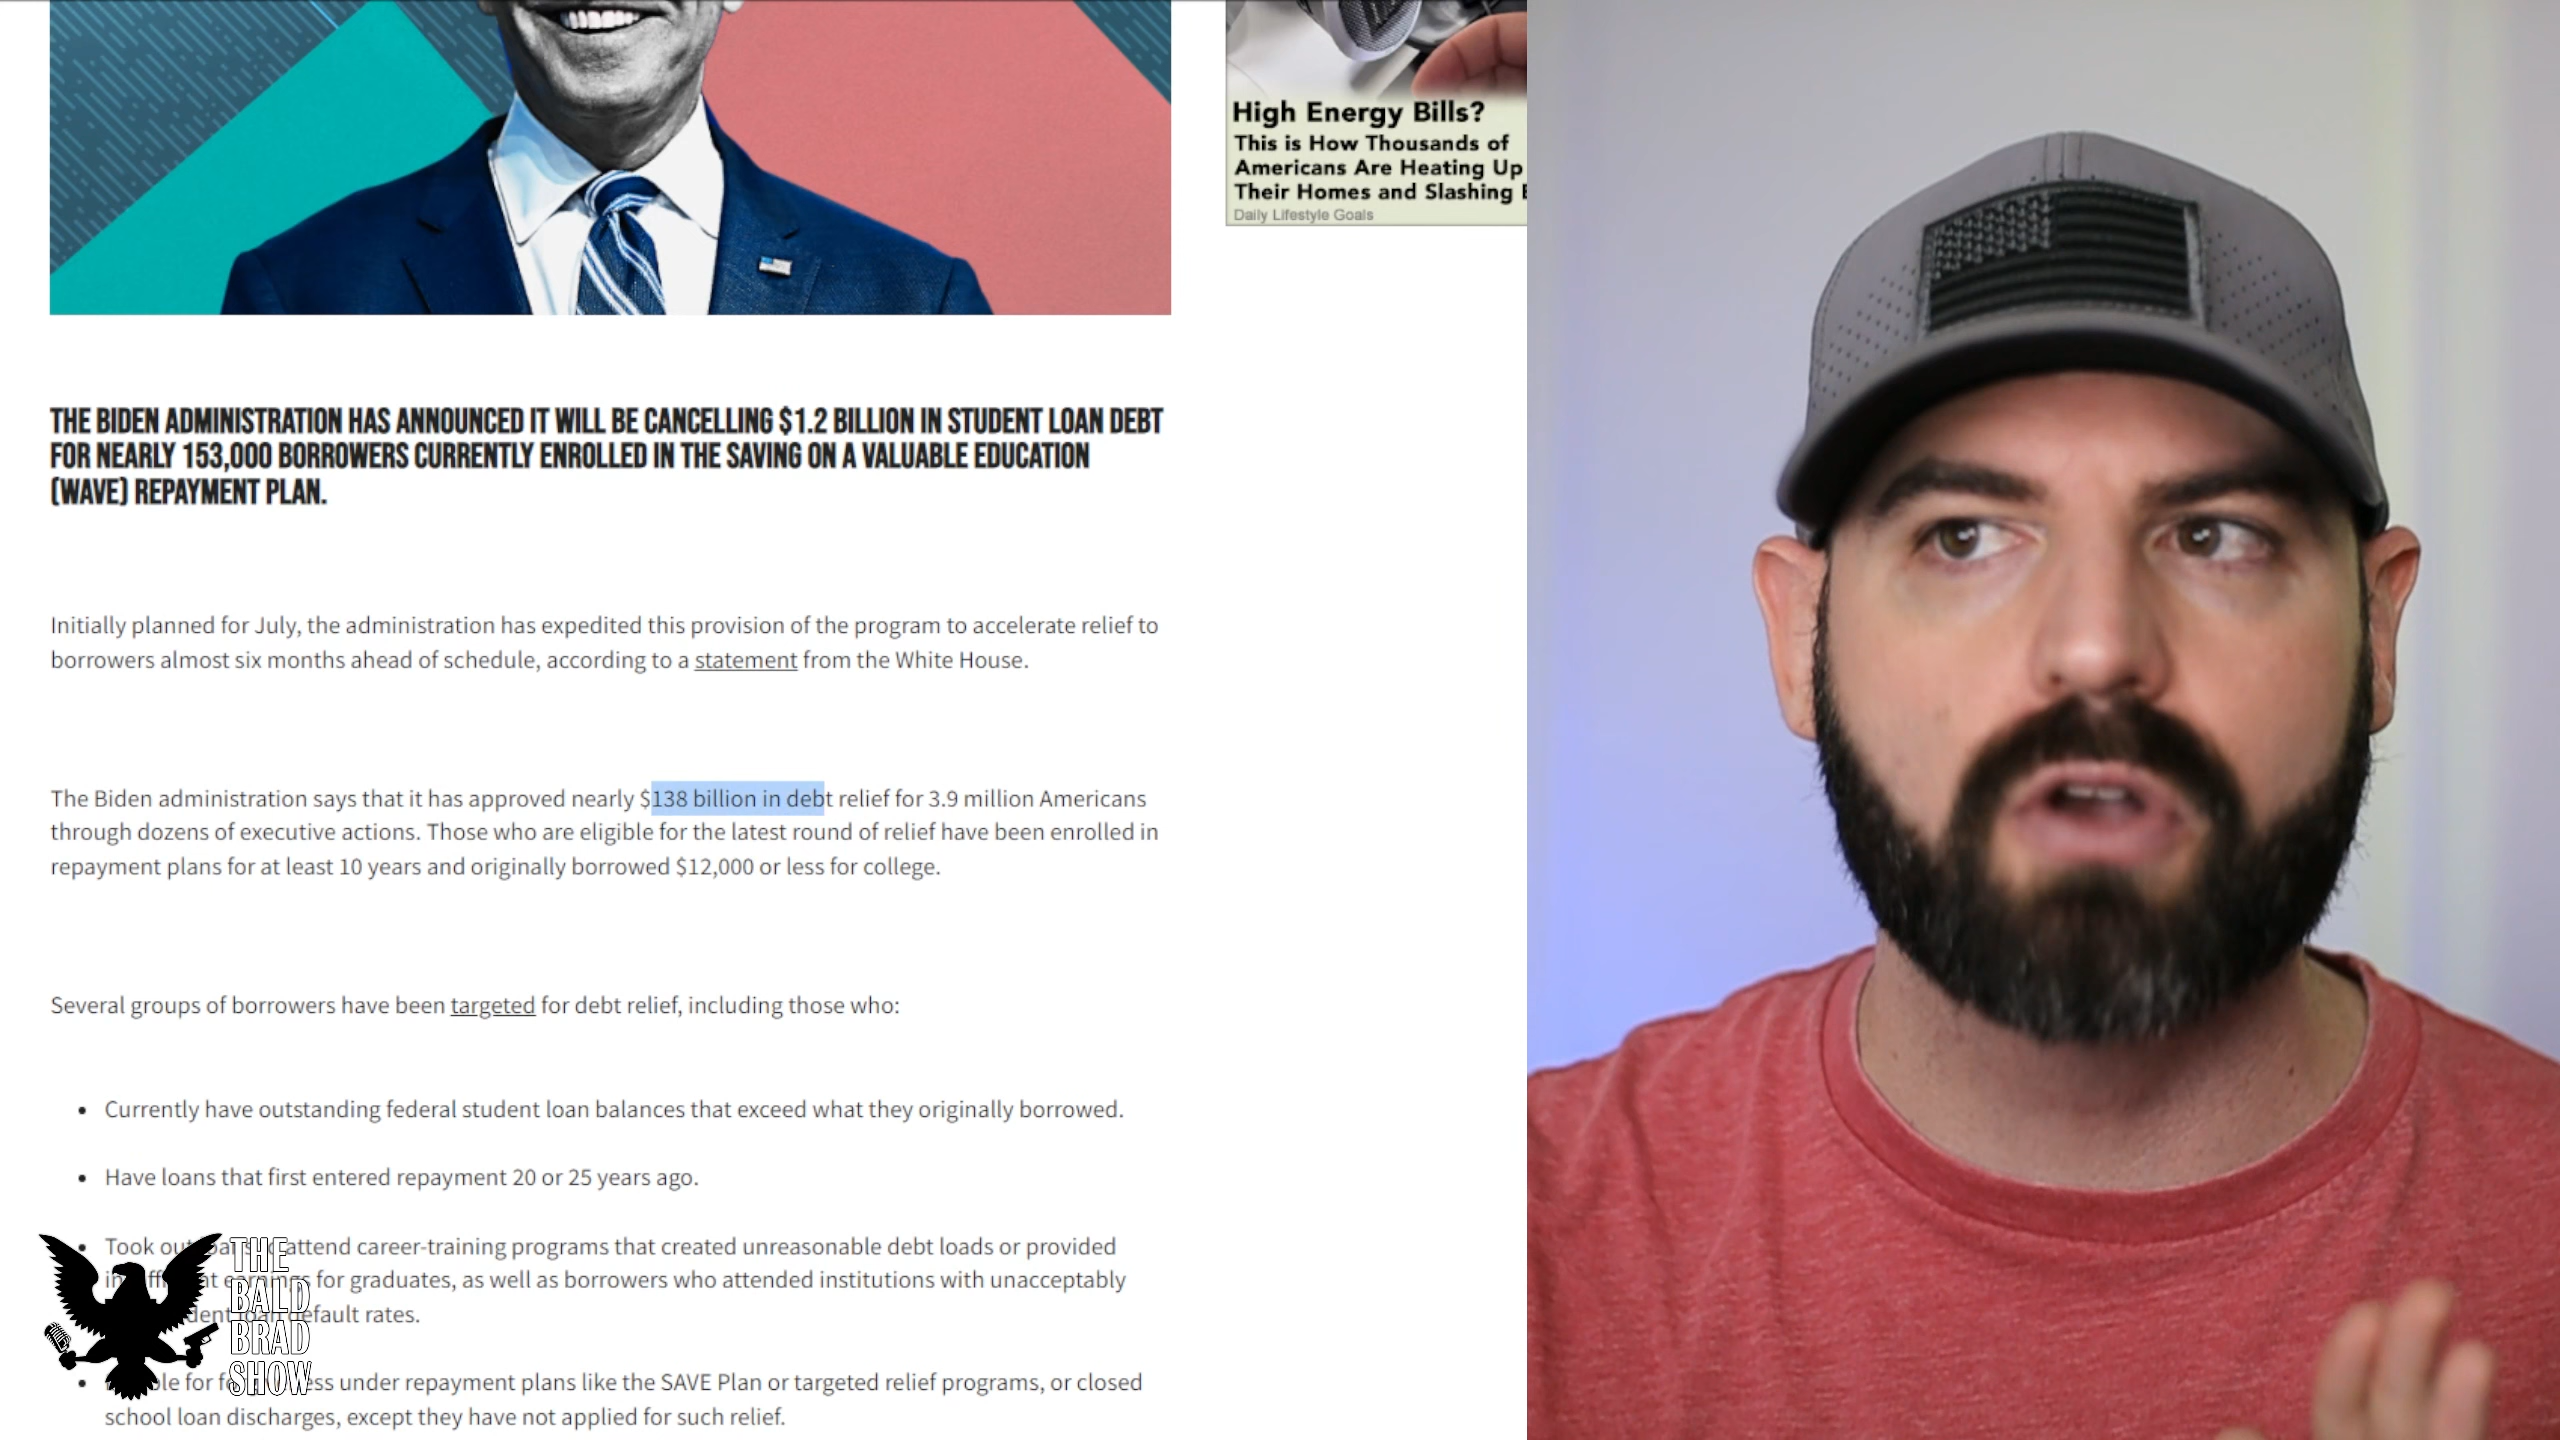 High Energy Bills?
This is How Thousands of
Americans Are Heating Up
Their Homes and Slashing
Daily Lifestyle Goals
THE BIDEN ADMINISTRATION HAS ANNOUNCED IT WILL BE CANCELLING $1.2 BILLION IN STUDENT LOAN DEBT
FOR NEARLY 153,000 BORROWERS CURRENTLY ENROLLED IN THE SAVING ON A VALUABLE EDUCATION
(WAVE) REPAYMENT PLAN.
Initially planned for July, the administration has expedited this provision of the program to accelerate relief to
borrowers almost six months ahead of schedule, according to a statement from the White House.
The Biden administration says that it has approved nearly $138 billion in debt relief for 3.9 million Americans
through dozens of executive actions. Those who are eligible for the latest round of relief have been enrolled in
repayment plans for at least 10 years and originally borrowed $12,000 or less for college.
Several groups of borrowers have been targeted for debt relief, including those who:
• Currently have outstanding federal student loan balances that exceed what they originally borrowed.
• Have loans that first entered repayment 20 or 25 years ago.
• Took out attend career-training programs that created unreasonable debt loads or provided
for graduates, as well as borrowers who attended institutions with unacceptably
default rates.
• for under repayment plans like the SAVE Plan or targeted relief programs, or closed
school loan discharges, except they have not applied for such relief.
THE
BALD
BRAD
SHOW